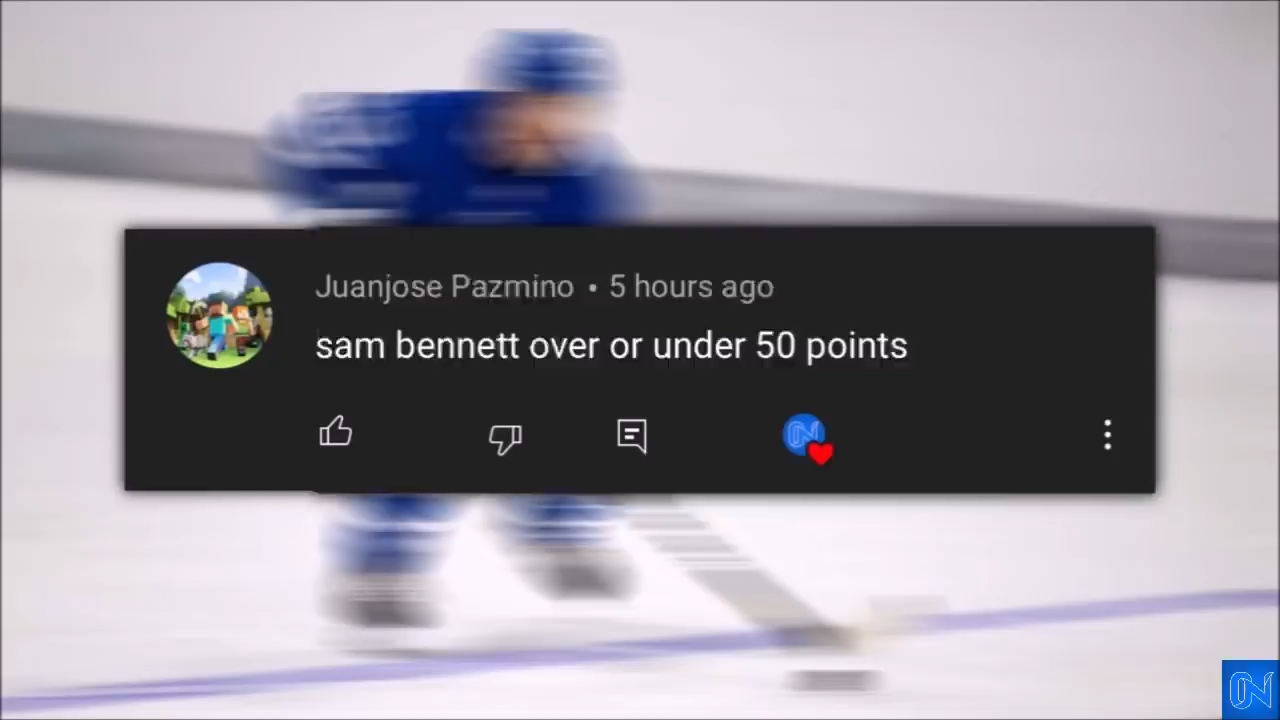 Juanjose Pazmino • 5 hours ago
sam bennett over or under 50 points